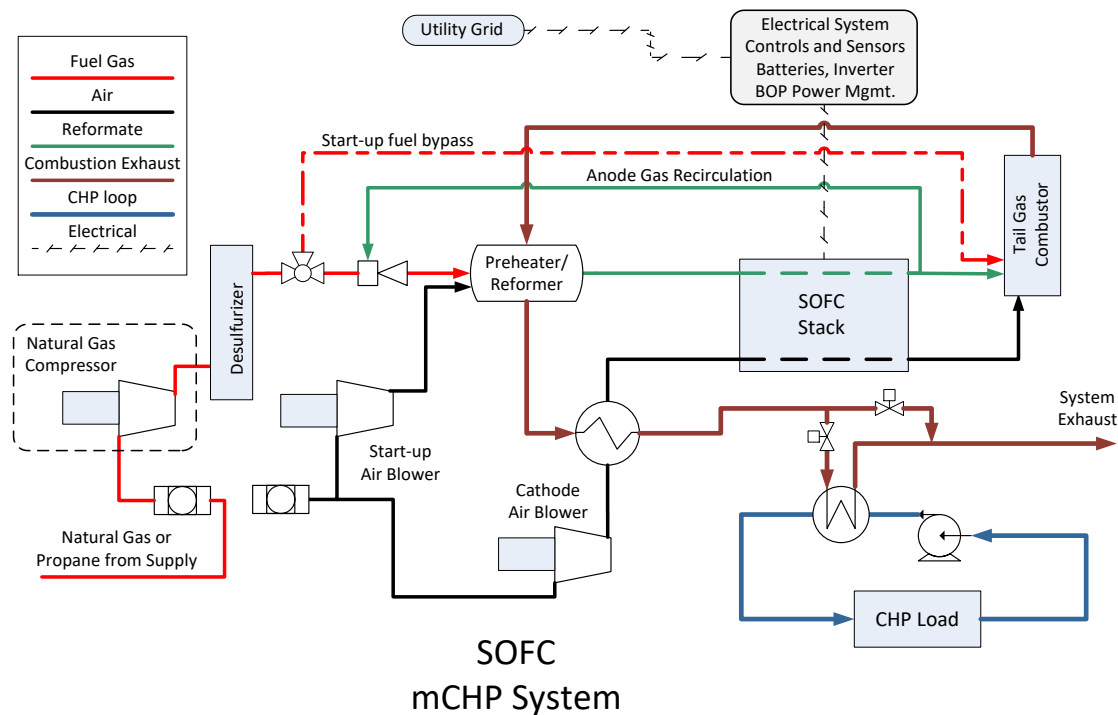 Utility Grid
Electrical System
Controls and Sensors
Batteries, Inverter
BOP Power Mgmt.
Fuel Gas
Air
Reformate
Combustion Exhaust
CHP loop
Electrical
Start-up fuel bypass
Anode Gas Recirculation
Tail Gas
Combustor
Preheater/
Reformer
SOFC
Stack
Desulfurizer
Natural Gas
Compressor
Start-up
Air Blower
Cathode
Air Blower
System
Exhaust
Natural Gas or
Propane from Supply
CHP Load
SOFC
mCHP System